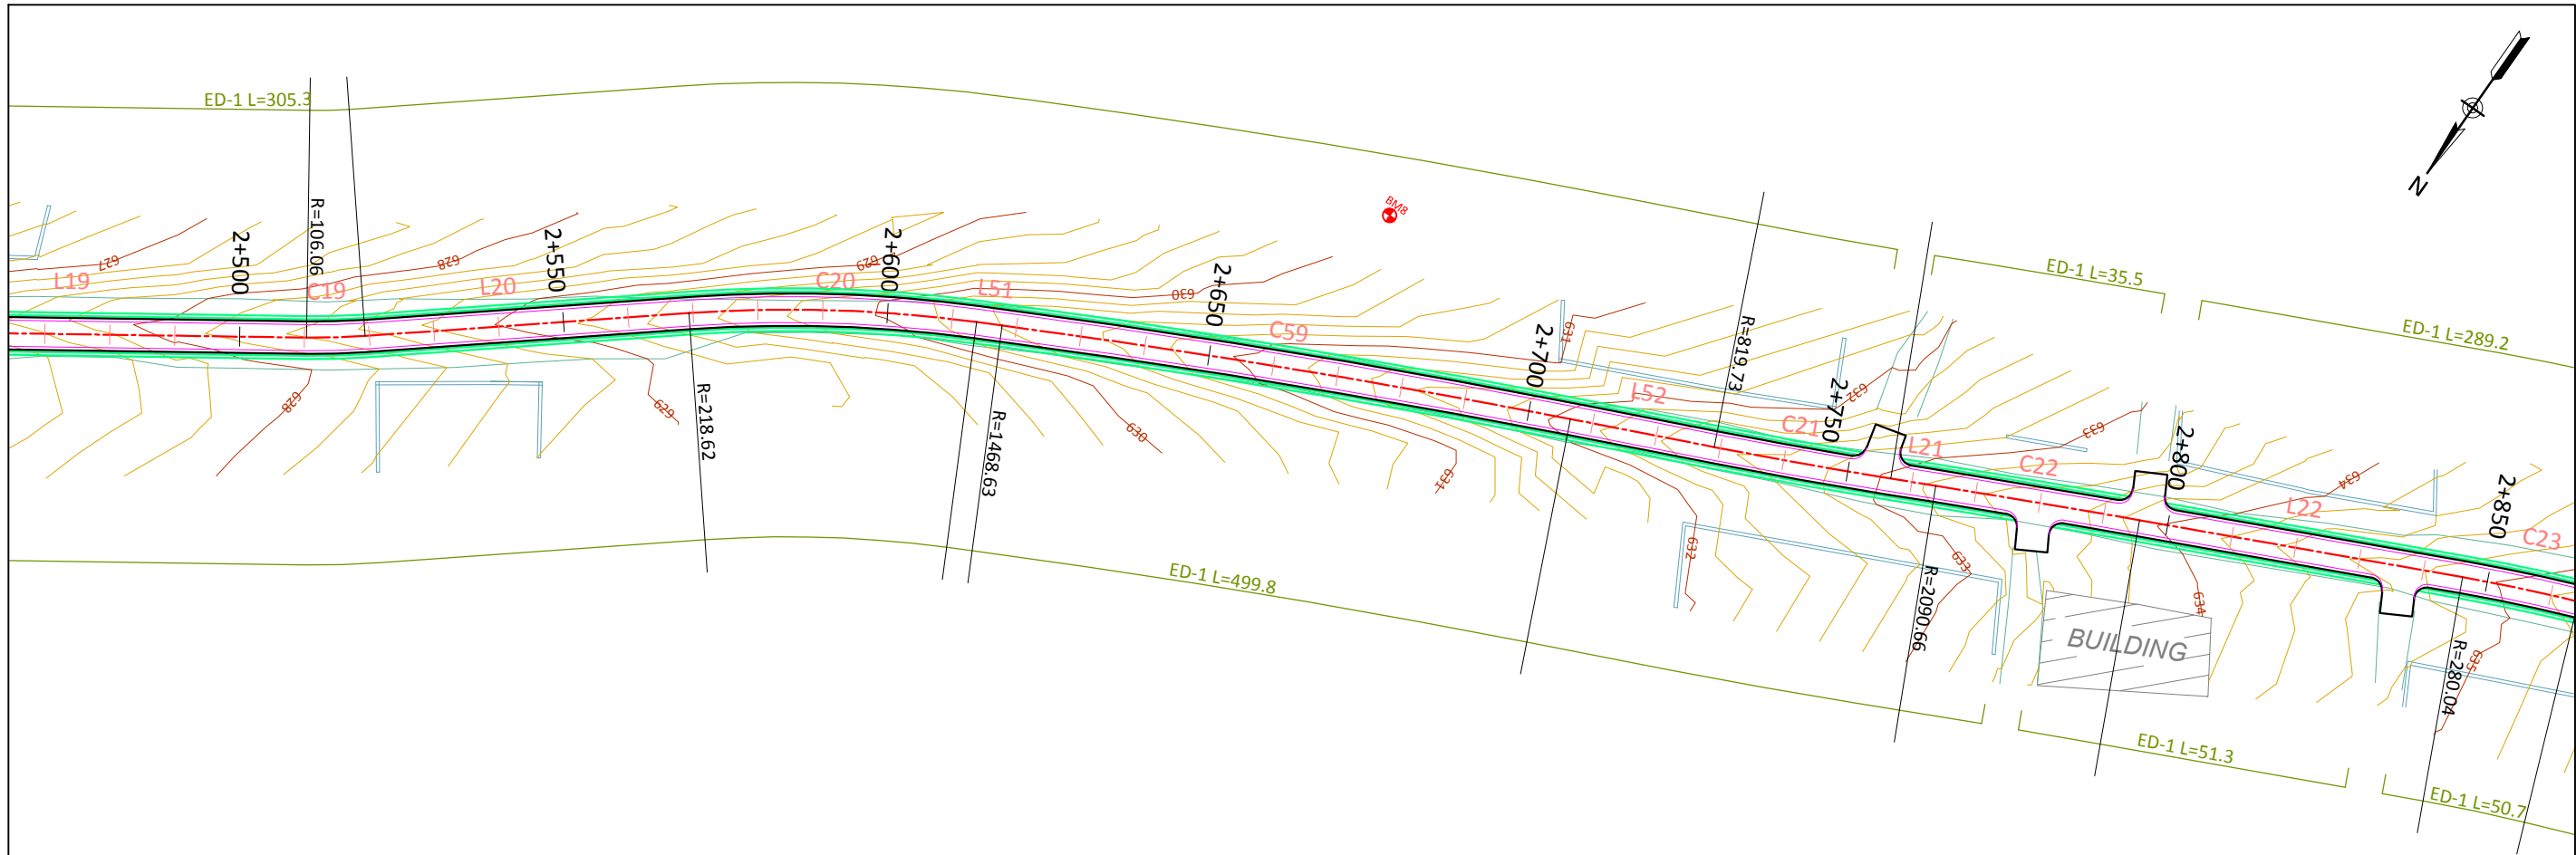 ED-1 L=305.3
N
BM8
R=106.06
2+500
2+550
2+600
627
628
629
L19
C19
L20
C20
L51
630
2+650
C59
ED-1 L=35.5
ED-1 L=289.2
631
2+700
R=819.73
L52
632
2+750
C21
L21
633
C22
2+800
634
L22
2+850
C23
628
629
R=218.62
R=1468.63
630
631
632
633
R=2090.66
634
BUILDING
635
R=280.04
ED-1 L=499.8
ED-1 L=51.3
ED-1 L=50.7